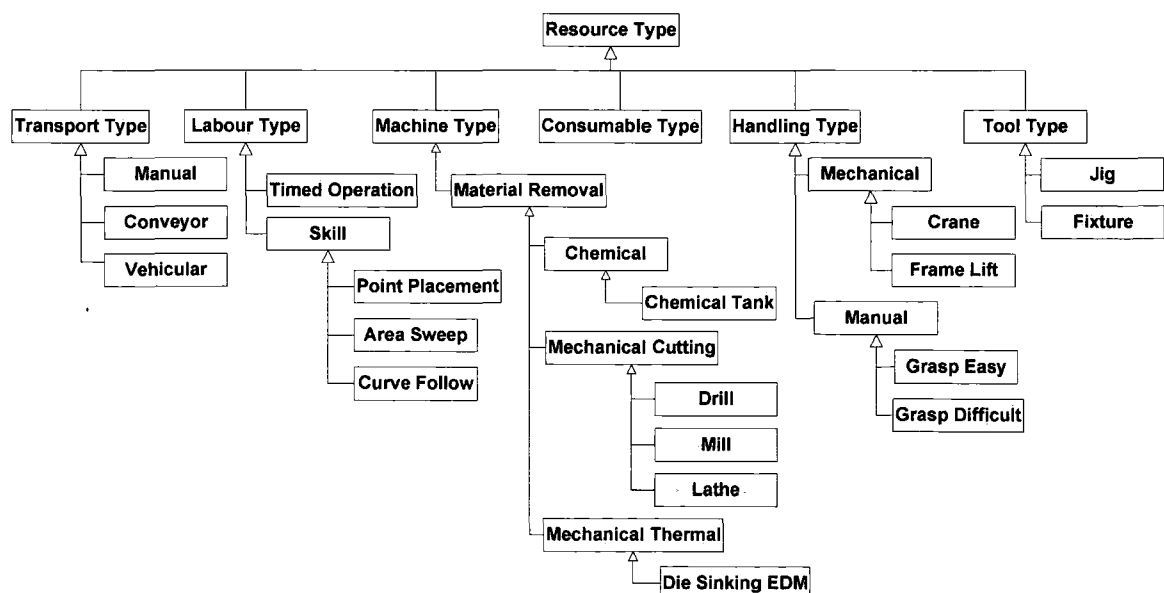 Resource Type
Transport Type
Labour Type
Machine Type
Consumable Type
Handling Type
Tool Type
Manual
Conveyor
Vehicular
Timed Operation
Skill
Point Placement
Area Sweep
Curve Follow
Material Removal
Chemical
Chemical Tank
Mechanical Cutting
Drill
Mill
Lathe
Mechanical Thermal
Die Sinking EDM
Mechanical
Crane
Frame Lift
Manual
Grasp Easy
Grasp Difficult
Jig
Fixture